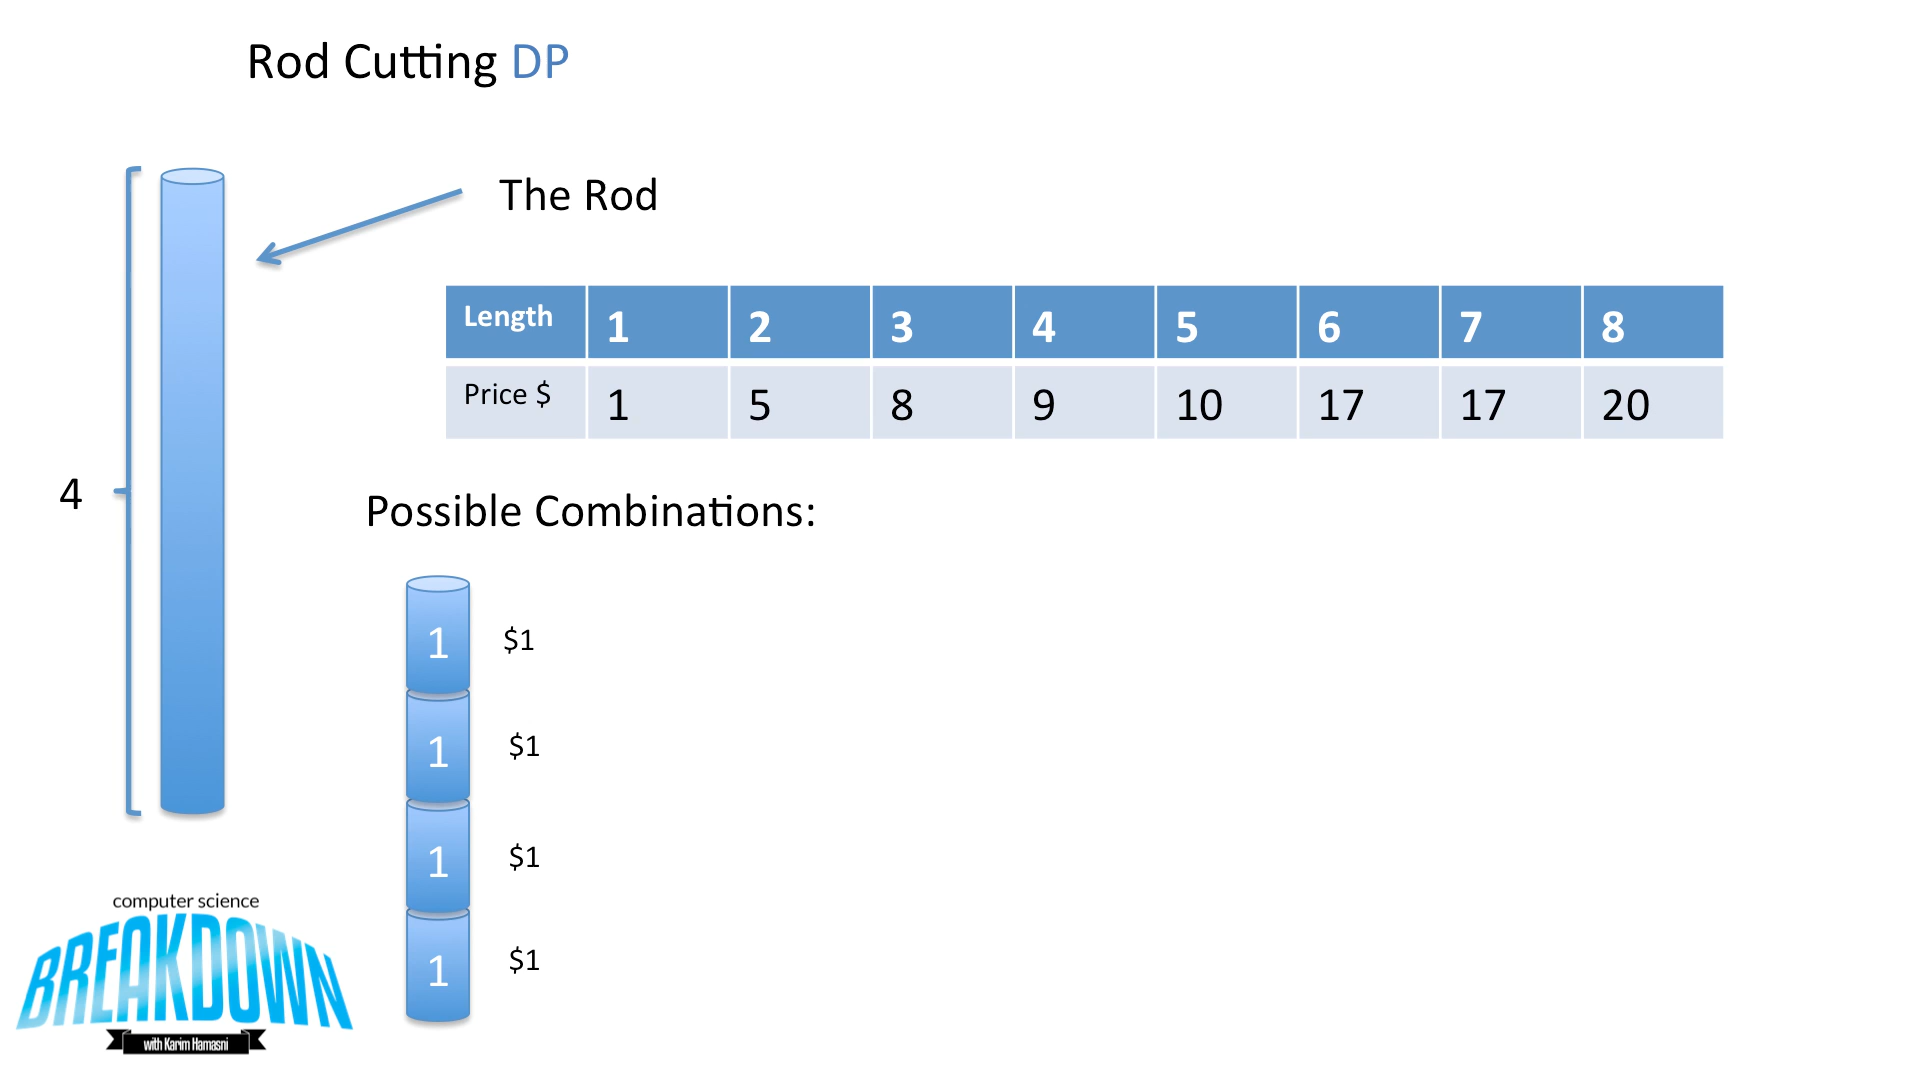 Rod Cutting DP
The Rod
Length 1 2 3 4 5 6 7 8
Price $ 1 5 8 9 10 17 17 20
4
Possible Combinations:
1 $1
1 $1
1 $1
1 $1
computer science
BREAKDOWN
with Karim Hamasni